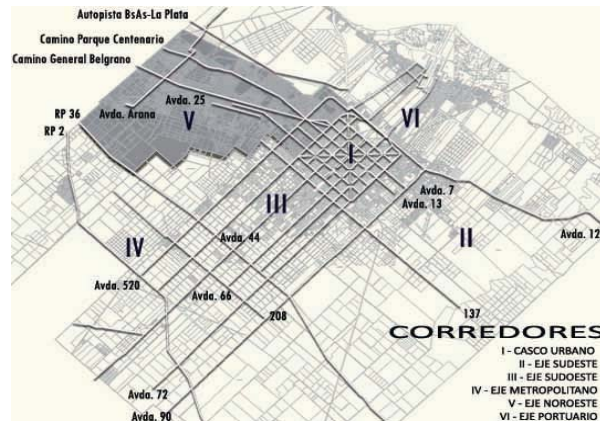 Autopista BsAs-La Plata
Camino Parque Centenario
Camino General Belgrano
Avda. 25
RP 36
Avda. Arana
V
VI
RP 2
I
Avda. 7
III
Avda. 13
Avda. 44
II
Avda. 12
IV
Avda. 520
Avda. 66
208
137
CORREDORES
I - CASCO URBANO
II - EJE SUDESTE
III - EJE SUDOESTE
IV - EJE METROPOLITANO
V - EJE NOROESTE
VI - EJE PORTUARIO
Avda. 72
Avda. 90